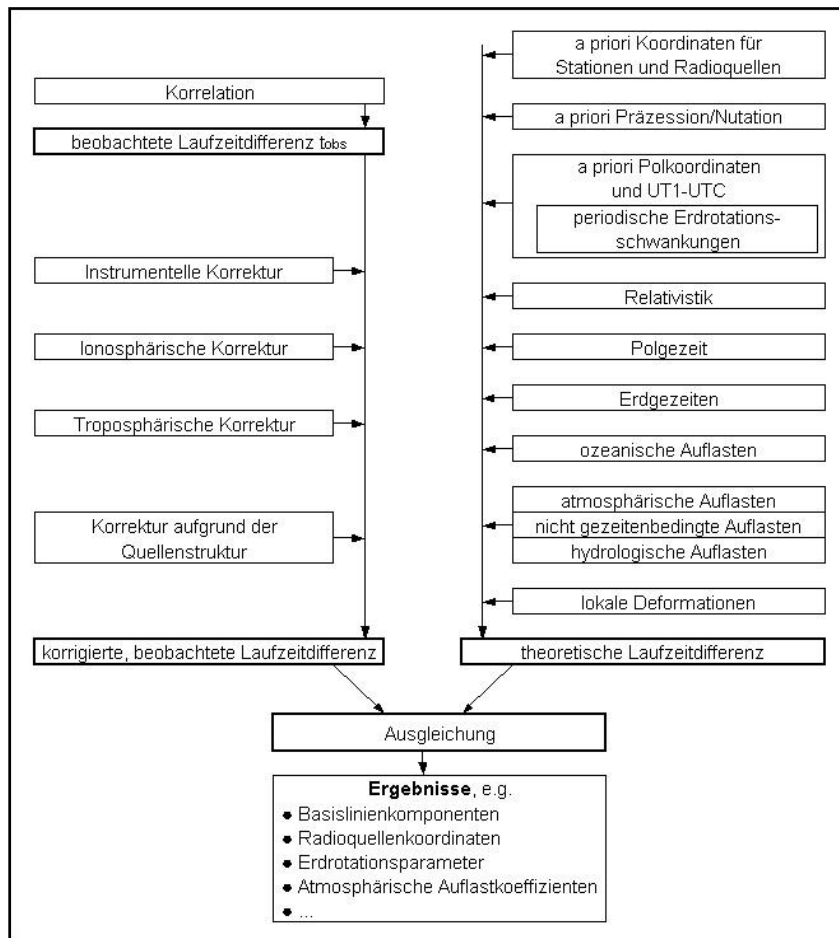 Korrelation
beobachtete Laufzeitdifferenz tobs
Instrumentelle Korrektur
Ionosphärische Korrektur
Troposphärische Korrektur
Korrektur aufgrund der
Quellenstruktur
korrigierte, beobachtete Laufzeitdifferenz
a priori Koordinaten für
Stationen und Radioquellen
a priori Präzession/Nutation
a priori Polkoordinaten
und UT1-UTC
periodische Erdrotations-
schwankungen
Relativistik
Polgezeit
Erdgezeiten
ozeanische Auflasten
atmosphärische Auflasten
nicht gezeitenbedingte Auflasten
hydrologische Auflasten
lokale Deformationen
theoretische Laufzeitdifferenz
Ausgleichung
Ergebnisse, e.g.
● Basislinienkomponenten
● Radioquellenkoordinaten
● Erdrotationsparameter
● Atmosphärische Auflastkoeffizienten
● ...